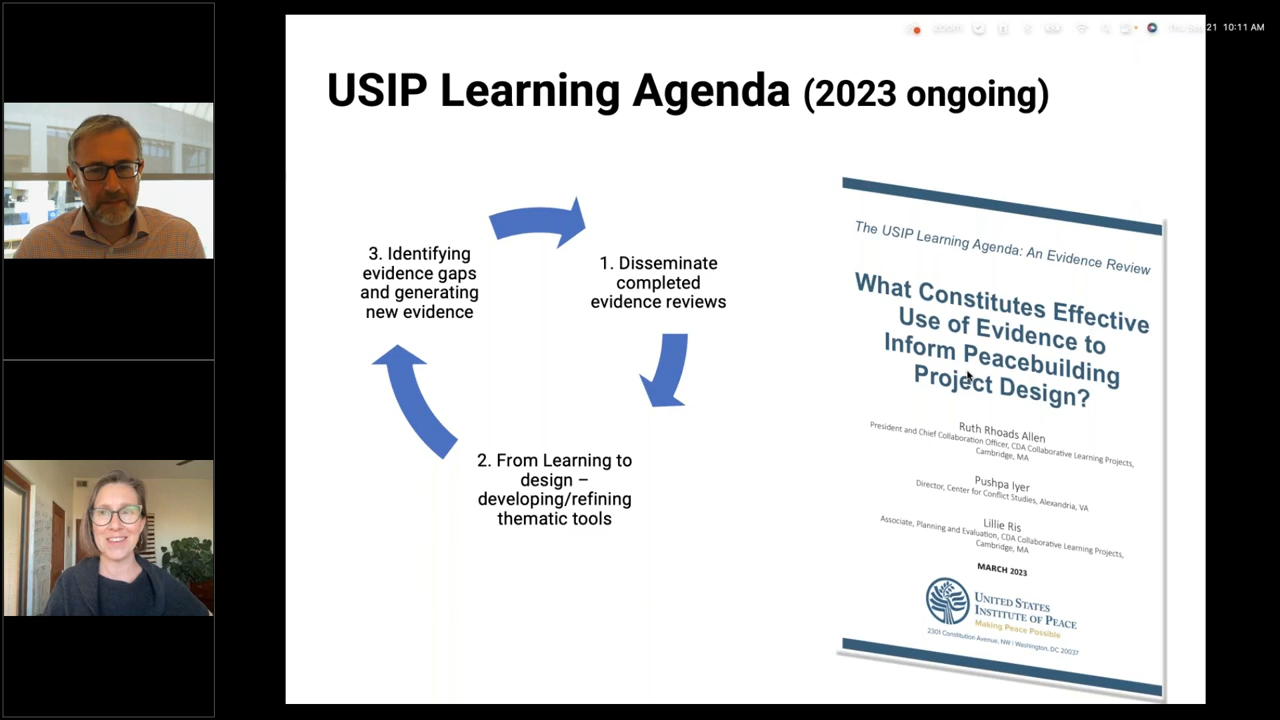 zoom
Thu Sep 21 10:11 AM
USIP Learning Agenda (2023 ongoing)
3. Identifying
evidence gaps
and generating
new evidence
1. Disseminate
completed
evidence reviews
2. From Learning to
design –
developing/refining
thematic tools
The USIP Learning Agenda: An Evidence Review
What Constitutes Effective
Use of Evidence to
Inform Peacebuilding
Project Design?
Ruth Rhoads Allen
President and Chief Collaboration Officer, CDA Collaborative Learning Projects,
Cambridge, MA
Pushpa Iyer
Director, Center for Conflict Studies, Alexandria, VA
Lillie Ris
Associate, Planning and Evaluation, CDA Collaborative Learning Projects,
Cambridge, MA
MARCH 2023
UNITED STATES
INSTITUTE OF PEACE
Making Peace Possible
2301 Constitution Avenue, NW | Washington, DC 20037